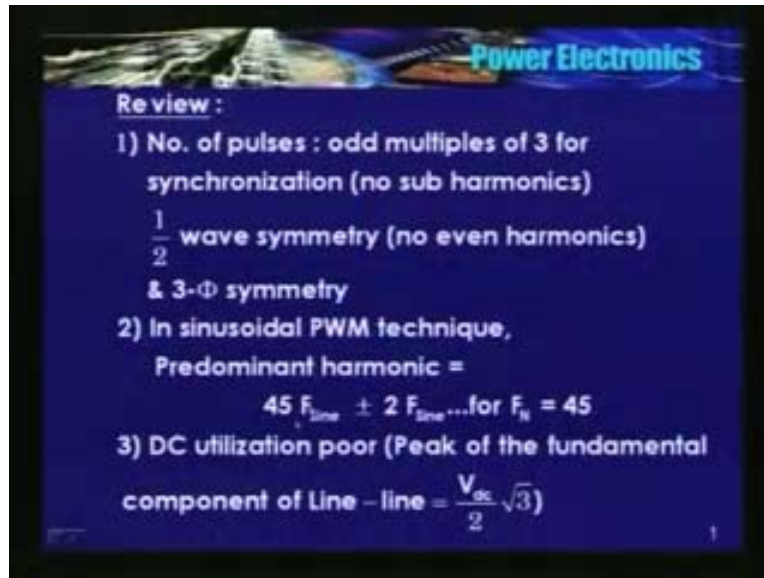 Power Electronics
Review :
1) No. of pulses : odd multiples of 3 for
synchronization (no sub harmonics)
1/2 wave symmetry (no even harmonics)
& 3-Φ symmetry
2) In sinusoidal PWM technique,
Predominant harmonic =
45 F_Sine ± 2 F_Sine...for F_N = 45
3) DC utilization poor (Peak of the fundamental
component of Line – line = V_dc/2 √3)
1